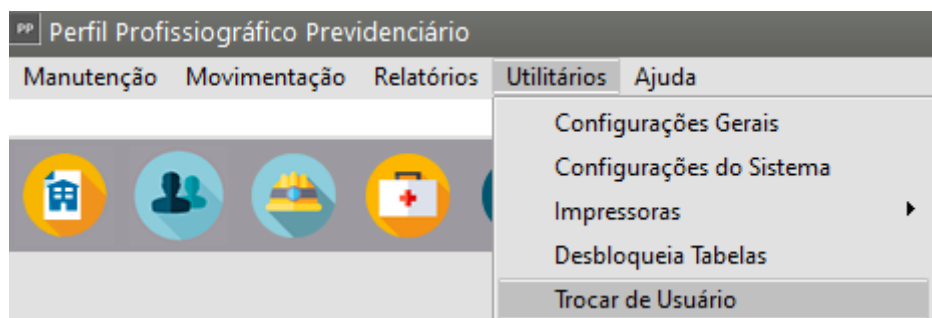 PP Perfil Profissiográfico Previdenciário
Manutenção Movimentação Relatórios Utilitários Ajuda
Configurações Gerais
Configurações do Sistema
Impressoras
Desbloqueia Tabelas
Trocar de Usuário